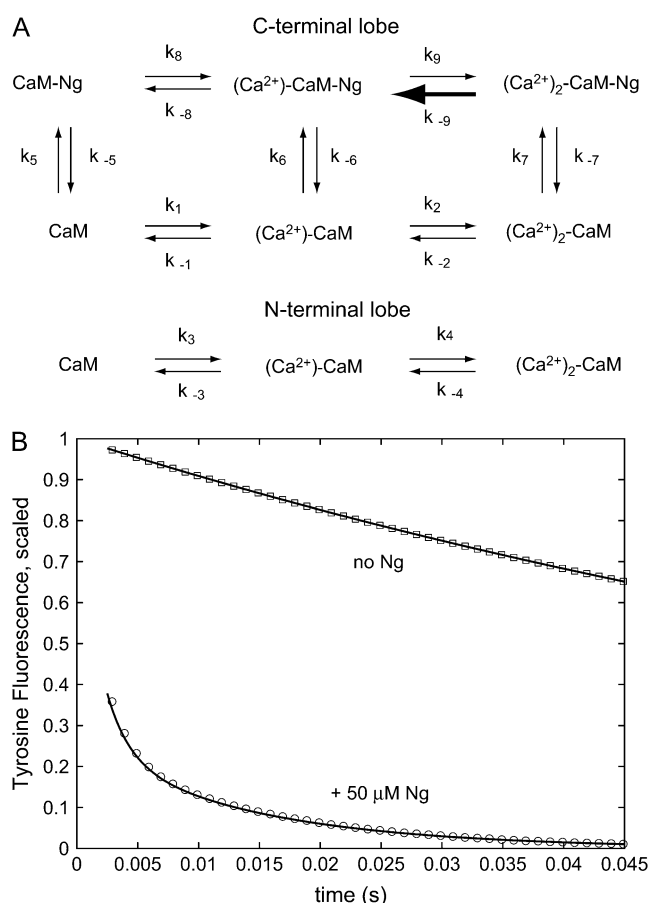 A
C-terminal lobe
CaM-Ng k₈ k₋₈ (Ca²⁺)-CaM-Ng k₉ k₋₉ (Ca²⁺)₂-CaM-Ng
k₅ k₋₅ k₆ k₋₆ k₇ k₋₇
CaM k₁ k₋₁ (Ca²⁺)-CaM k₂ k₋₂ (Ca²⁺)₂-CaM
N-terminal lobe
CaM k₃ k₋₃ (Ca²⁺)-CaM k₄ k₋₄ (Ca²⁺)₂-CaM
B
Tyrosine Fluorescence, scaled
1
0.9
0.8
0.7
0.6
0.5
0.4
0.3
0.2
0.1
0
no Ng
+ 50 μM Ng
0 0.005 0.01 0.015 0.02 0.025 0.03 0.035 0.04 0.045
time (s)